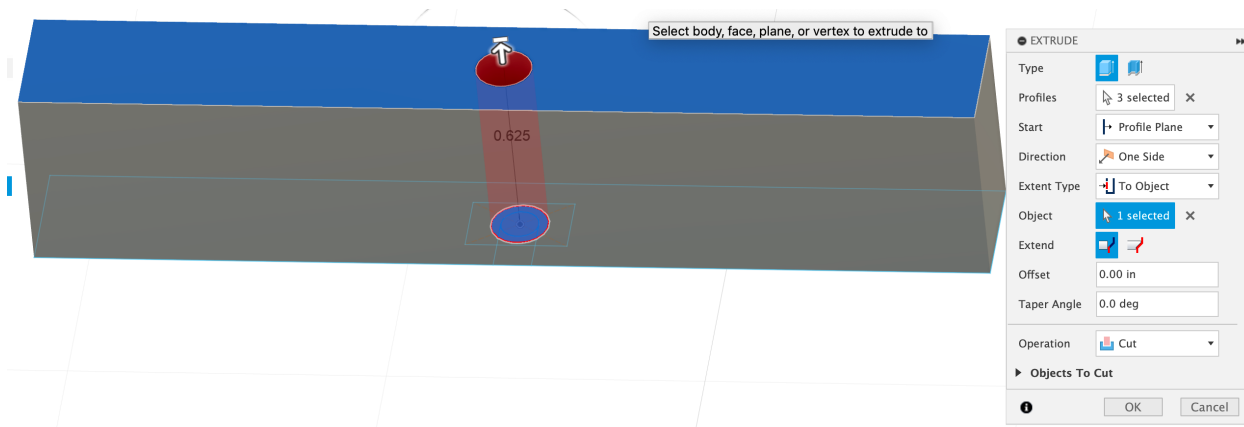 Select body, face, plane, or vertex to extrude to
0.625
EXTRUDE
Type
Profiles 3 selected
Start Profile Plane
Direction One Side
Extent Type To Object
Object 1 selected
Extend
Offset 0.00 in
Taper Angle 0.0 deg
Operation Cut
Objects To Cut
OK Cancel